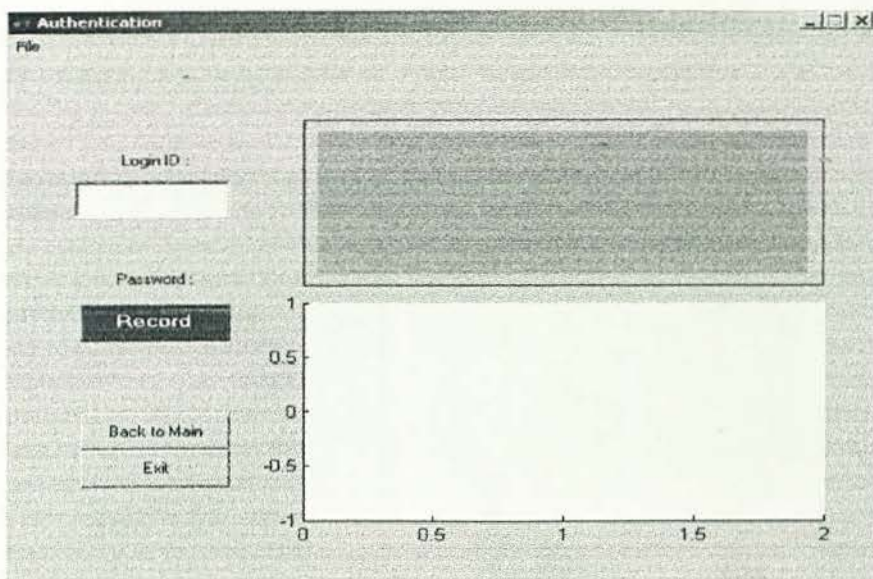 Authentication
File
Login ID :
Password :
Record
Back to Main
Exit
1
0.5
0
-0.5
-1
0
0.5
1
1.5
2